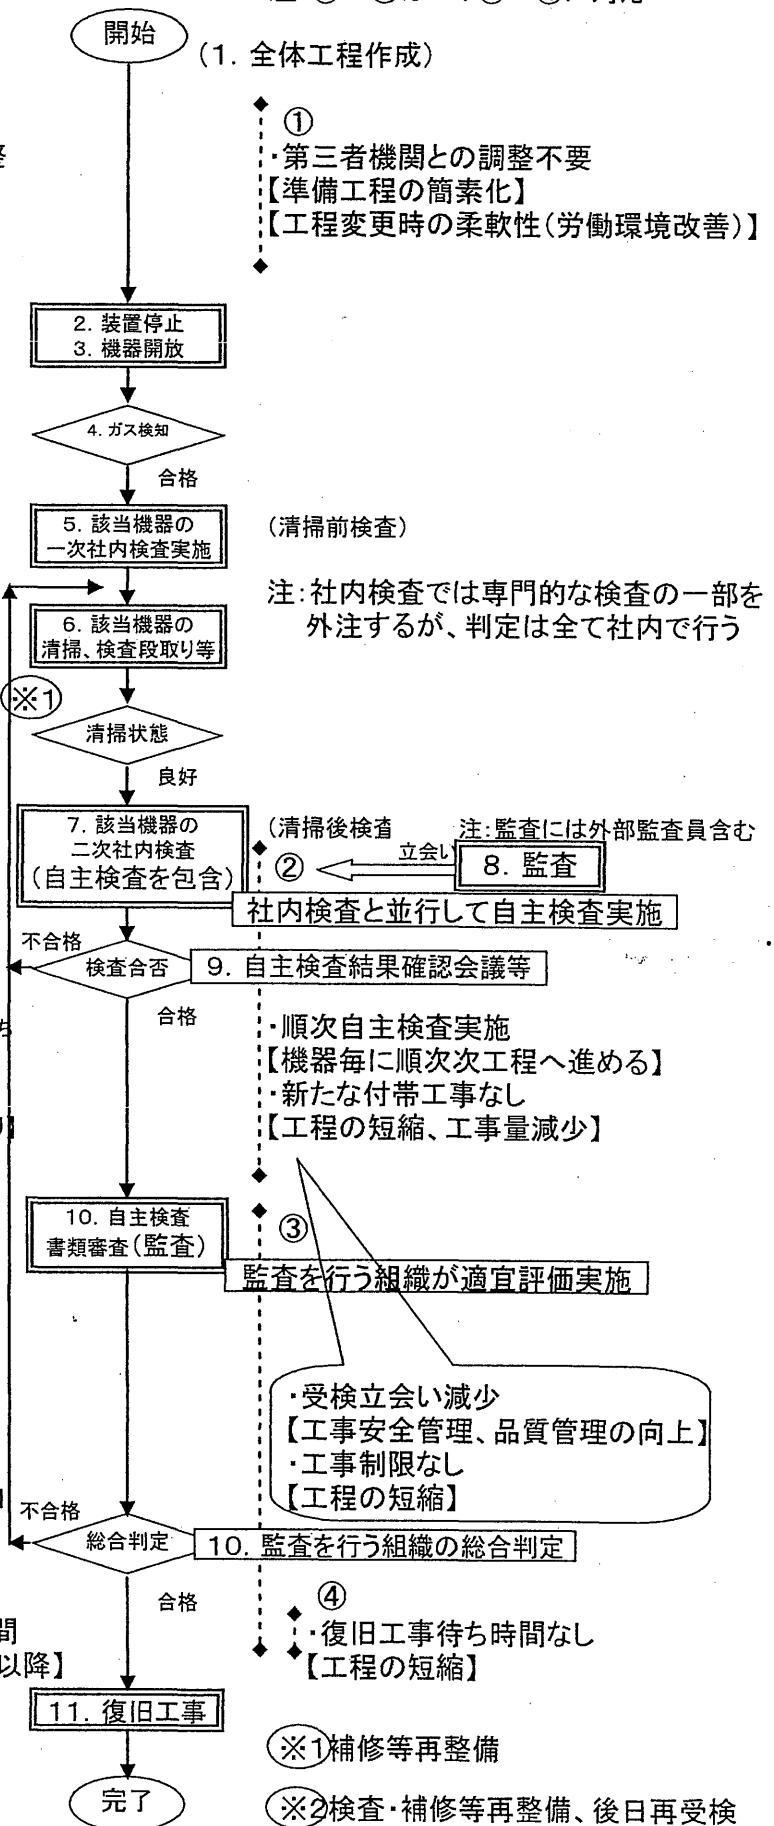 開始
(1. 全体工程作成)
①
・第三者機関との調整不要
【準備工程の簡素化】
【工程変更時の柔軟性(労働環境改善)】
2. 装置停止
3. 機器開放
4. ガス検知
合格
5. 該当機器の
一次社内検査実施
(清掃前検査)
注:社内検査では専門的な検査の一部を
外注するが、判定は全て社内で行う
6. 該当機器の
清掃、検査段取り等
※1
清掃状態
良好
7. 該当機器の
二次社内検査
(自主検査を包含)
(清掃後検査
注:監査には外部監査員含む
②
立会い
8. 監査
社内検査と並行して自主検査実施
不合格
検査合否
9. 自主検査結果確認会議等
合格
・順次自主検査実施
【機器毎に順次次工程へ進める】
・新たな付帯工事なし
【工程の短縮、工事量減少】
10. 自主検査
書類審査(監査)
③
監査を行う組織が適宜評価実施
・受検立会い減少
【工事安全管理、品質管理の向上】
・工事制限なし
【工程の短縮】
不合格
総合判定
10. 監査を行う組織の総合判定
合格
④
・復旧工事待ち時間なし
【工程の短縮】
間
以降】
11. 復旧工事
※1補修等再整備
完了
※2検査・補修等再整備、後日再受検